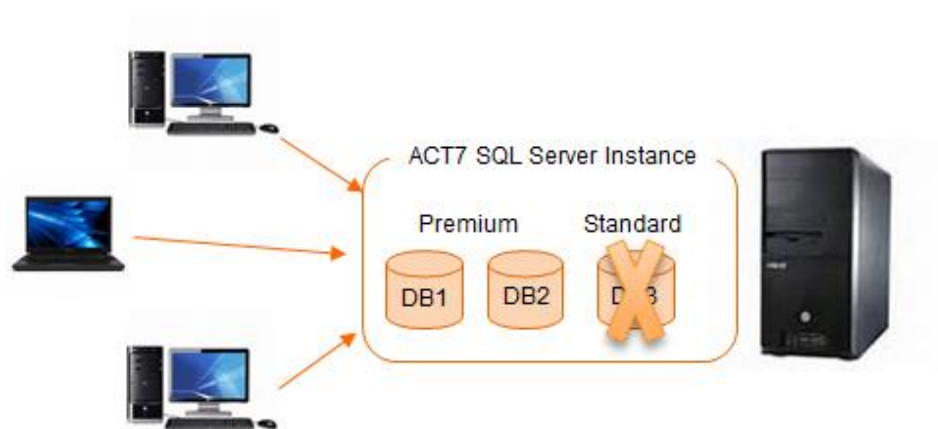 ACT7 SQL Server Instance
Premium
Standard
DB1
DB2